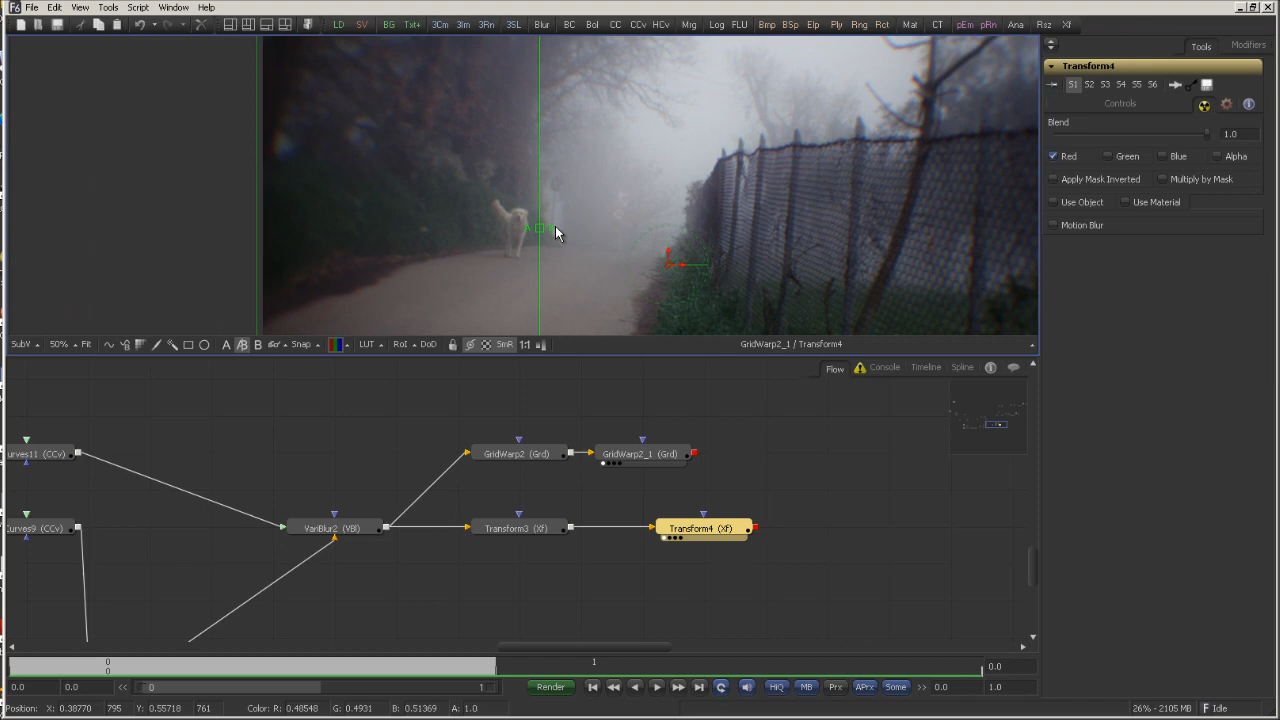 File Edit View Tools Script Window Help
LD SV BG Txt+ 3Cm 3Im 3Rn 3SL Blur BC Bol CC CCv HCv Mrg Log FLU Bmp BSp Elp Ply Rng Rct Mat CT pEm pRn Ana Rsz Xf
Tools Modifiers
Transform4
S1 S2 S3 S4 S5 S6
Controls
Blend 1.0
Red Green Blue Alpha
Apply Mask Inverted Multiply by Mask
Use Object Use Material
Motion Blur
SubV 50% Fit A B Snap LUT RoI DoD SmR 1:1 GridWarp2_1 / Transform4
Flow Console Timeline Spline
urves11 (CCv) GridWarp2 (Grd) GridWarp2_1 (Grd)
Curves9 (CCv) VariBlur2 (VBl) Transform3 (Xf) Transform4 (Xf)
0 1
0 0.0
0.0 0.0 << 0 1 Render HiQ MB Prx APrx Some >> 0.0 1.0
Position: X: 0.38770 795 Y: 0.55718 761 Color: R: 0.48548 G: 0.4931 B: 0.51369 A: 1.0 26% - 2105 MB Idle